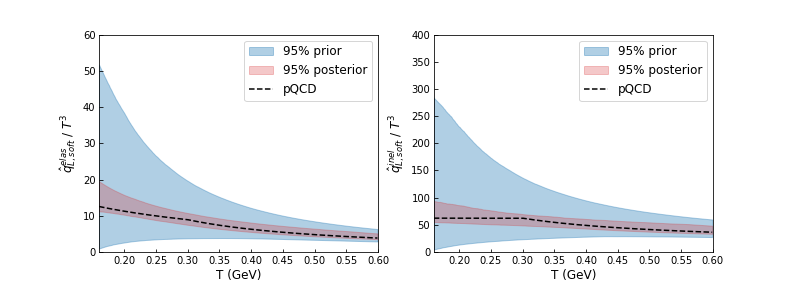 60
50
40
30
20
10
0
0.20 0.25 0.30 0.35 0.40 0.45 0.50 0.55 0.60
T (GeV)
q̂^{elas}_{L,soft} / T^3
95% prior
95% posterior
pQCD
400
350
300
250
200
150
100
50
0
0.20 0.25 0.30 0.35 0.40 0.45 0.50 0.55 0.60
T (GeV)
q̂^{inel}_{L,soft} / T^3
95% prior
95% posterior
pQCD